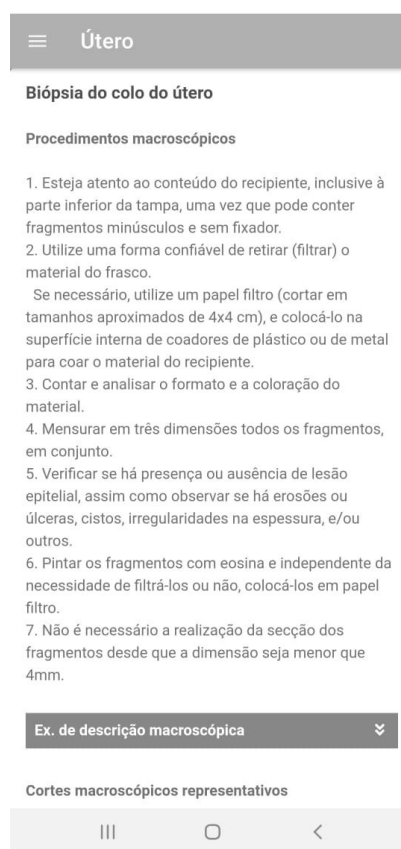 Útero
Biópsia do colo do útero
Procedimentos macroscópicos
1. Esteja atento ao conteúdo do recipiente, inclusive à
parte inferior da tampa, uma vez que pode conter
fragmentos minúsculos e sem fixador.
2. Utilize uma forma confiável de retirar (filtrar) o
material do frasco.
Se necessário, utilize um papel filtro (cortar em
tamanhos aproximados de 4x4 cm), e colocá-lo na
superfície interna de coadores de plástico ou de metal
para coar o material do recipiente.
3. Contar e analisar o formato e a coloração do
material.
4. Mensurar em três dimensões todos os fragmentos,
em conjunto.
5. Verificar se há presença ou ausência de lesão
epitelial, assim como observar se há erosões ou
úlceras, cistos, irregularidades na espessura, e/ou
outros.
6. Pintar os fragmentos com eosina e independente da
necessidade de filtrá-los ou não, colocá-los em papel
filtro.
7. Não é necessário a realização da secção dos
fragmentos desde que a dimensão seja menor que
4mm.
Ex. de descrição macroscópica
Cortes macroscópicos representativos